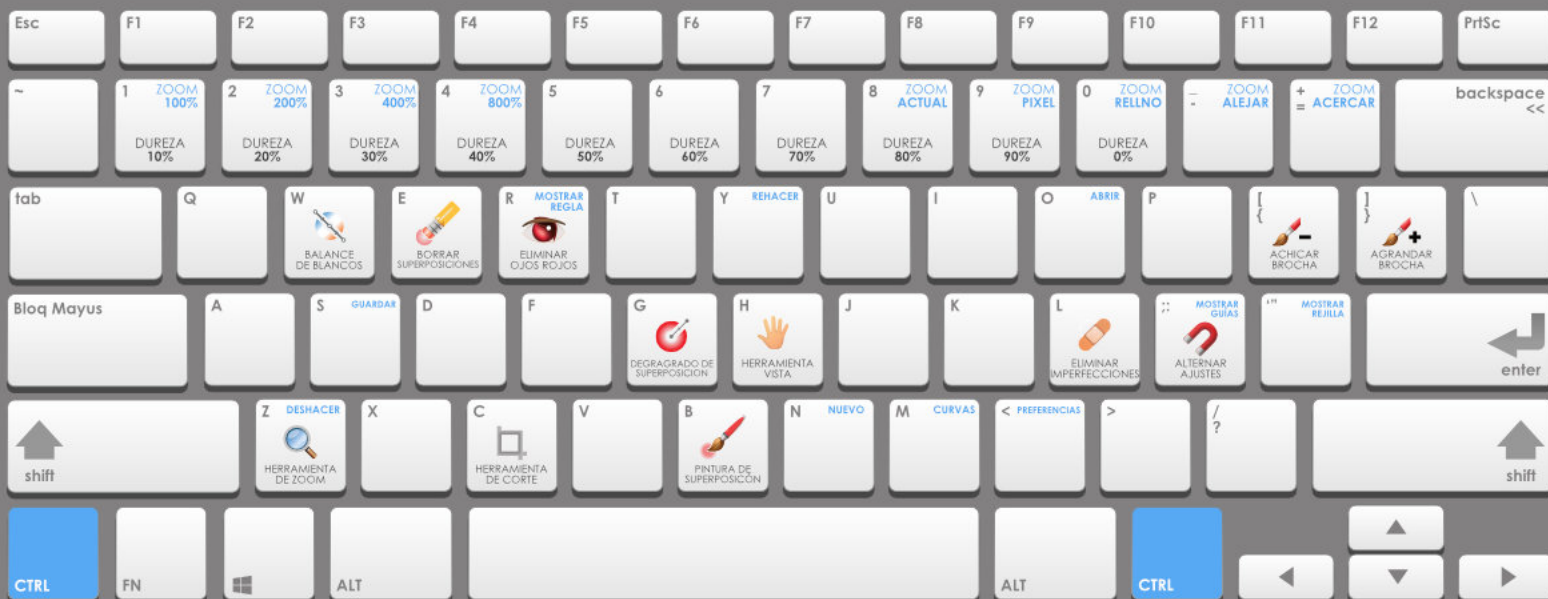 Esc F1 F2 F3 F4 F5 F6 F7 F8 F9 F10 F11 F12 PrtSc
~
1 ZOOM
100%
DUREZA
10%
2 ZOOM
200%
DUREZA
20%
3 ZOOM
400%
DUREZA
30%
4 ZOOM
800%
DUREZA
40%
5
DUREZA
50%
6
DUREZA
60%
7
DUREZA
70%
8 ZOOM
ACTUAL
DUREZA
80%
9 ZOOM
PIXEL
DUREZA
90%
0 ZOOM
RELLNO
DUREZA
0%
_ ZOOM
- ALEJAR
+ ZOOM
= ACERCAR
backspace
<<
tab
Q
W
BALANCE
DE BLANCOS
E
BORRAR
SUPERPOSICIONES
R MOSTRAR
REGLA
ELIMINAR
OJOS ROJOS
T
Y REHACER
U
I
O ABRIR
P
[
{
ACHICAR
BROCHA
]
}
AGRANDAR
BROCHA
\
Bloq Mayus
A
S GUARDAR
D
F
G
DEGRAGRADO DE
SUPERPOSICION
H
HERRAMIENTA
VISTA
J
K
L
ELIMINAR
IMPERFECCIONES
;: MOSTRAR
GUÍAS
ALTERNAR
AJUSTES
'" MOSTRAR
REJILLA
enter
shift
Z DESHACER
HERRAMIENTA
DE ZOOM
X
C
HERRAMIENTA
DE CORTE
V
B
PINTURA DE
SUPERPOSICÓN
N NUEVO
M CURVAS
< PREFERENCIAS
>
/
?
shift
CTRL FN ALT ALT CTRL